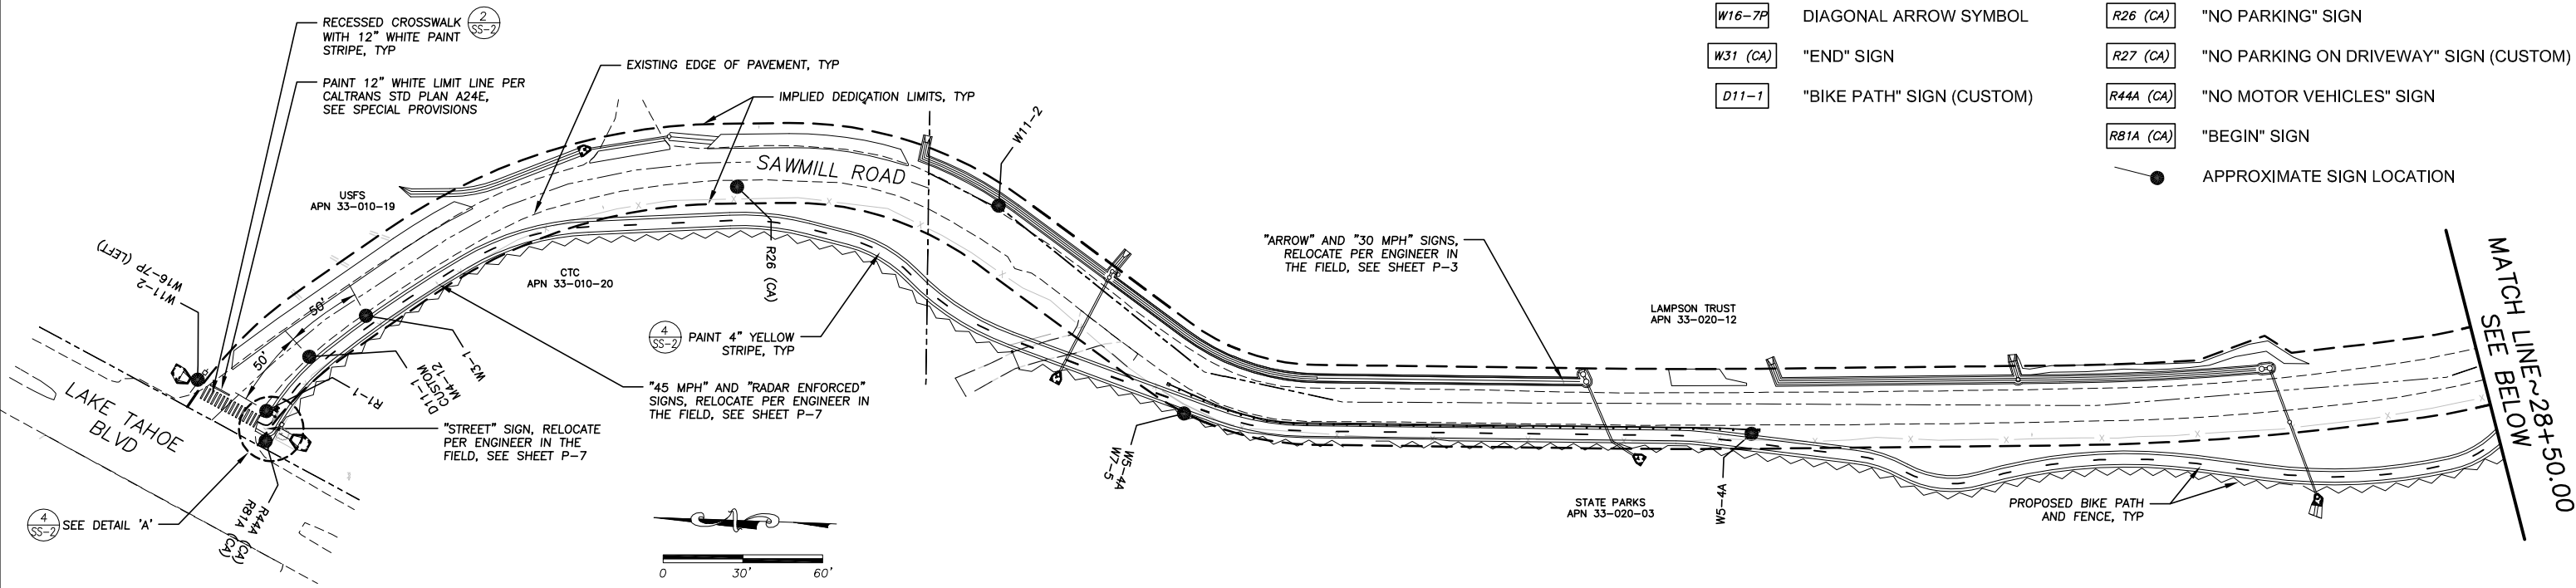 RECESSED CROSSWALK
WITH 12" WHITE PAINT
STRIPE, TYP
2
SS-2
PAINT 12" WHITE LIMIT LINE PER
CALTRANS STD PLAN A24E,
SEE SPECIAL PROVISIONS
EXISTING EDGE OF PAVEMENT, TYP
IMPLIED DEDICATION LIMITS, TYP
W16-7P
DIAGONAL ARROW SYMBOL
W31 (CA)
"END" SIGN
D11-1
"BIKE PATH" SIGN (CUSTOM)
R26 (CA)
"NO PARKING" SIGN
R27 (CA)
"NO PARKING ON DRIVEWAY" SIGN (CUSTOM)
R44A (CA)
"NO MOTOR VEHICLES" SIGN
R81A (CA)
"BEGIN" SIGN
APPROXIMATE SIGN LOCATION
W11-2
SAWMILL ROAD
USFS
APN 33-010-19
CTC
APN 33-010-20
R26 (CA)
W11-2
W16-7P (LEFT)
50'
50'
W3-1
D11-1
CUSTOM
M4-12
R1-1
LAKE TAHOE
BLVD
4
SS-2
PAINT 4" YELLOW
STRIPE, TYP
"45 MPH" AND "RADAR ENFORCED"
SIGNS, RELOCATE PER ENGINEER IN
THE FIELD, SEE SHEET P-7
"STREET" SIGN, RELOCATE
PER ENGINEER IN THE
FIELD, SEE SHEET P-7
4
SS-2
SEE DETAIL 'A'
R44A (CA)
R81A (CA)
0 30' 60'
"ARROW" AND "30 MPH" SIGNS,
RELOCATE PER ENGINEER IN
THE FIELD, SEE SHEET P-3
LAMPSON TRUST
APN 33-020-12
W5-4A
W7-5
W5-4A
STATE PARKS
APN 33-020-03
PROPOSED BIKE PATH
AND FENCE, TYP
MATCH LINE~28+50.00
SEE BELOW